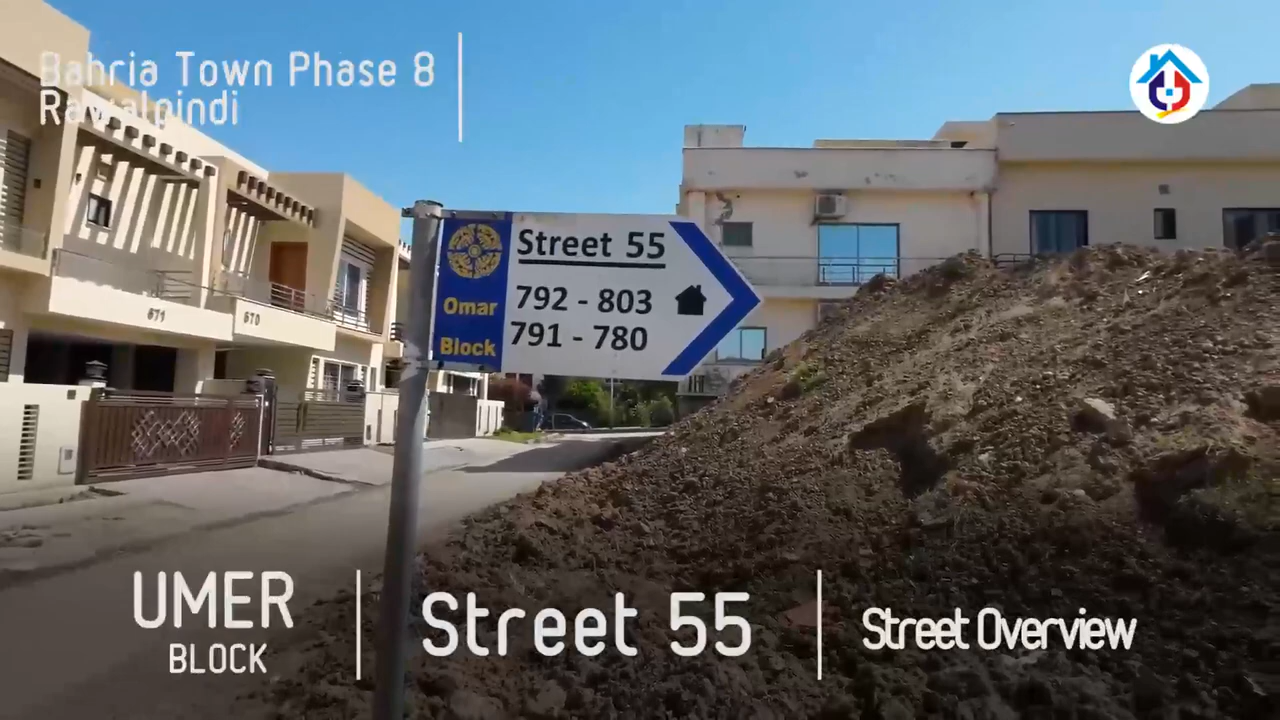 Bahria Town Phase 8
Rawalpindi
Street 55
792 - 803
791 - 780
Omar
Block
671
670
UMER
BLOCK
Street 55
Street Overview